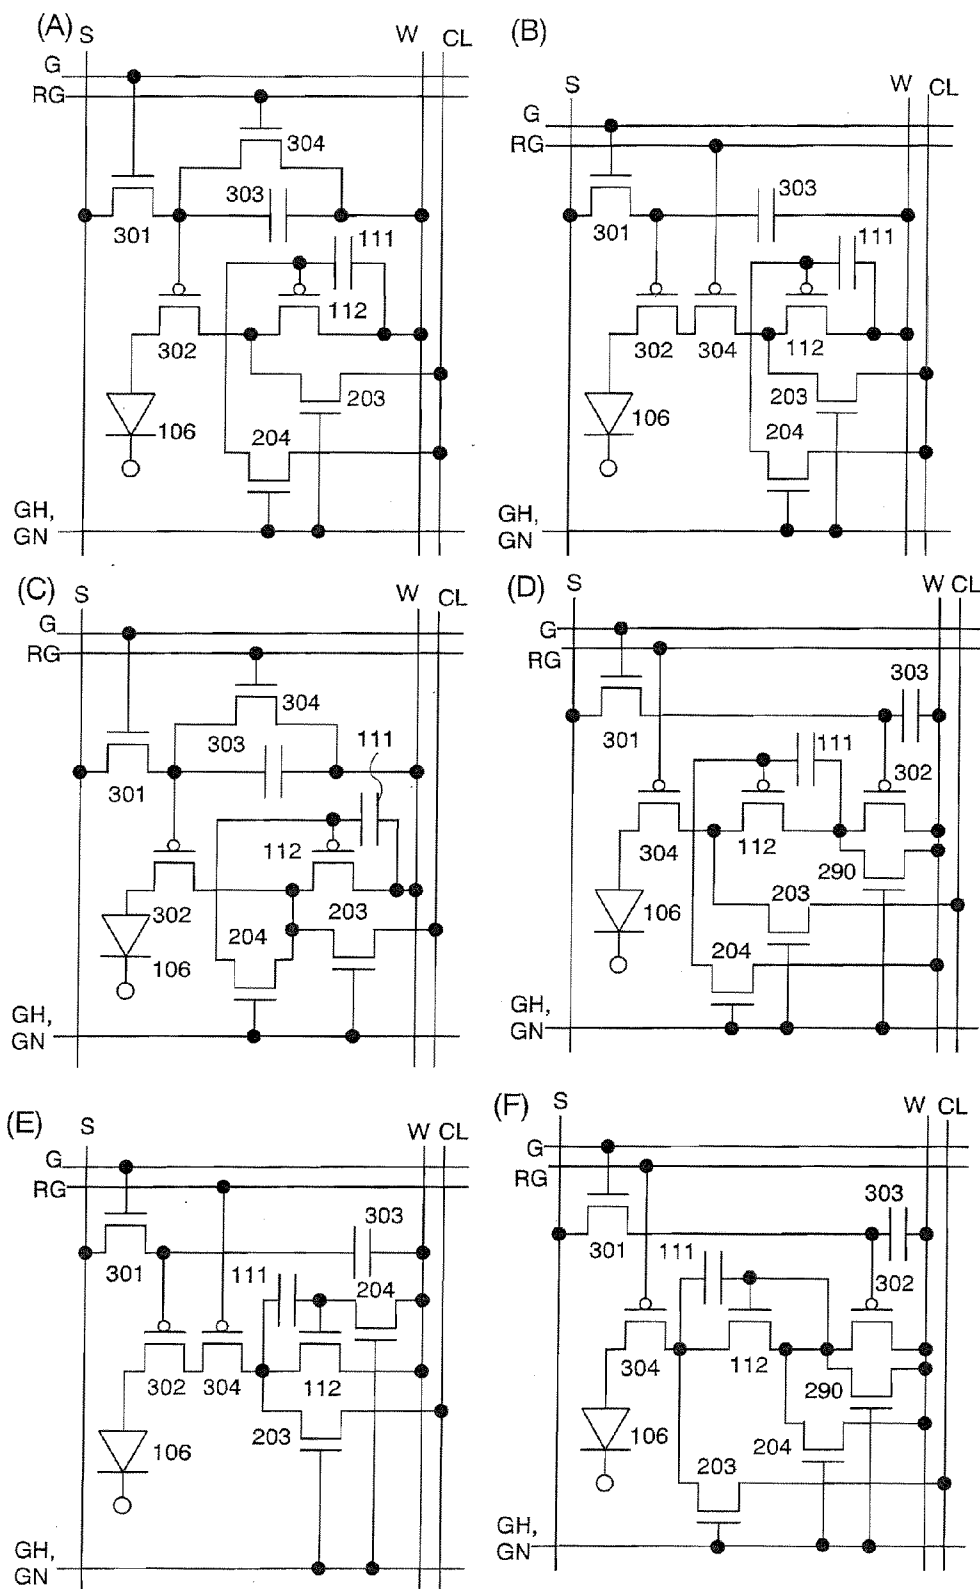 (A) S W CL
G
RG
304
303
301
111
112
302
203
106
204
GH,
GN
(B)
S W CL
G
RG
303
301
111
302 304 112
203
106
204
GH,
GN
(C) S W CL
G
RG
304
303
111
301
112
302
203
204
106
GH,
GN
(D) S W CL
G
RG
303
301
111
302
304 112
290
203
106
204
GH,
GN
(E) S W CL
G
RG
303
301
111
204
302 304 112
203
106
GH,
GN
(F) S W CL
G
RG
303
301
111
302
304 112
290
106
204
203
GH,
GN